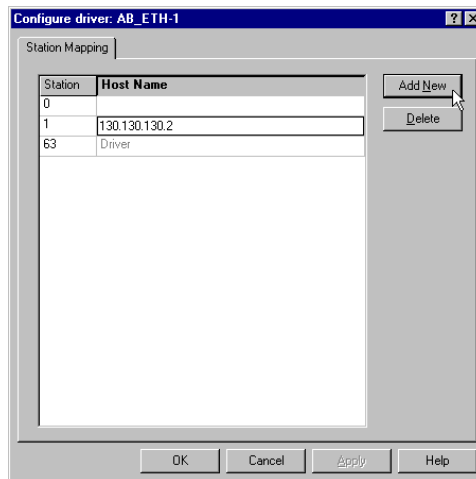 Configure driver: AB_ETH-1
Station Mapping
Station Host Name
0
1 130.130.130.2
63 Driver
Add New
Delete
OK Cancel Apply Help